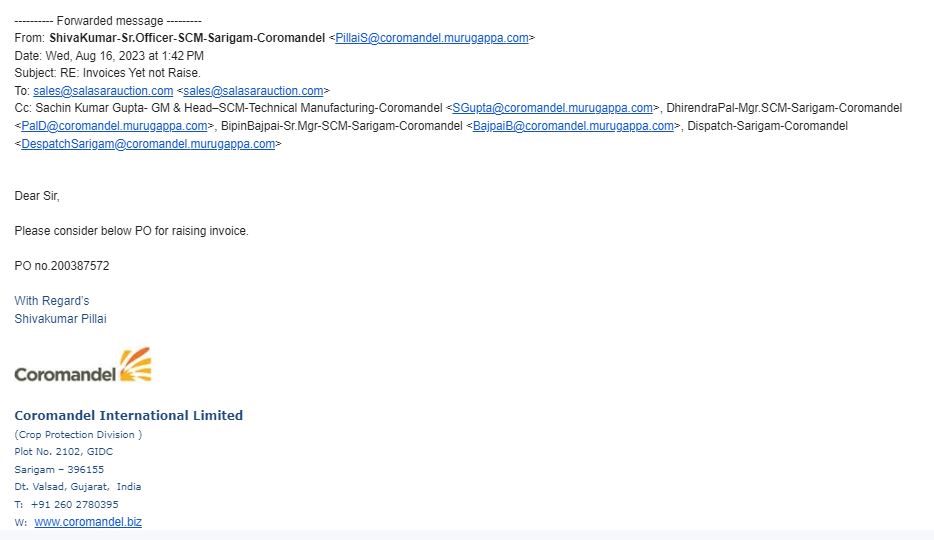 ---------- Forwarded message ---------
From: ShivaKumar-Sr.Officer-SCM-Sarigam-Coromandel <PillaiS@coromandel.murugappa.com>
Date: Wed, Aug 16, 2023 at 1:42 PM
Subject: RE: Invoices Yet not Raise.
To: sales@salasarauction.com <sales@salasarauction.com>
Cc: Sachin Kumar Gupta- GM & Head–SCM-Technical Manufacturing-Coromandel <SGupta@coromandel.murugappa.com>, DhirendraPal-Mgr.SCM-Sarigam-Coromandel
<PalD@coromandel.murugappa.com>, BipinBajpai-Sr.Mgr-SCM-Sarigam-Coromandel <BajpaiB@coromandel.murugappa.com>, Dispatch-Sarigam-Coromandel
<DespatchSarigam@coromandel.murugappa.com>
Dear Sir,
Please consider below PO for raising invoice.
PO no.200387572
With Regard's
Shivakumar Pillai
Coromandel
Coromandel International Limited
(Crop Protection Division )
Plot No. 2102, GIDC
Sarigam – 396155
Dt. Valsad, Gujarat, India
T: +91 260 2780395
W: www.coromandel.biz